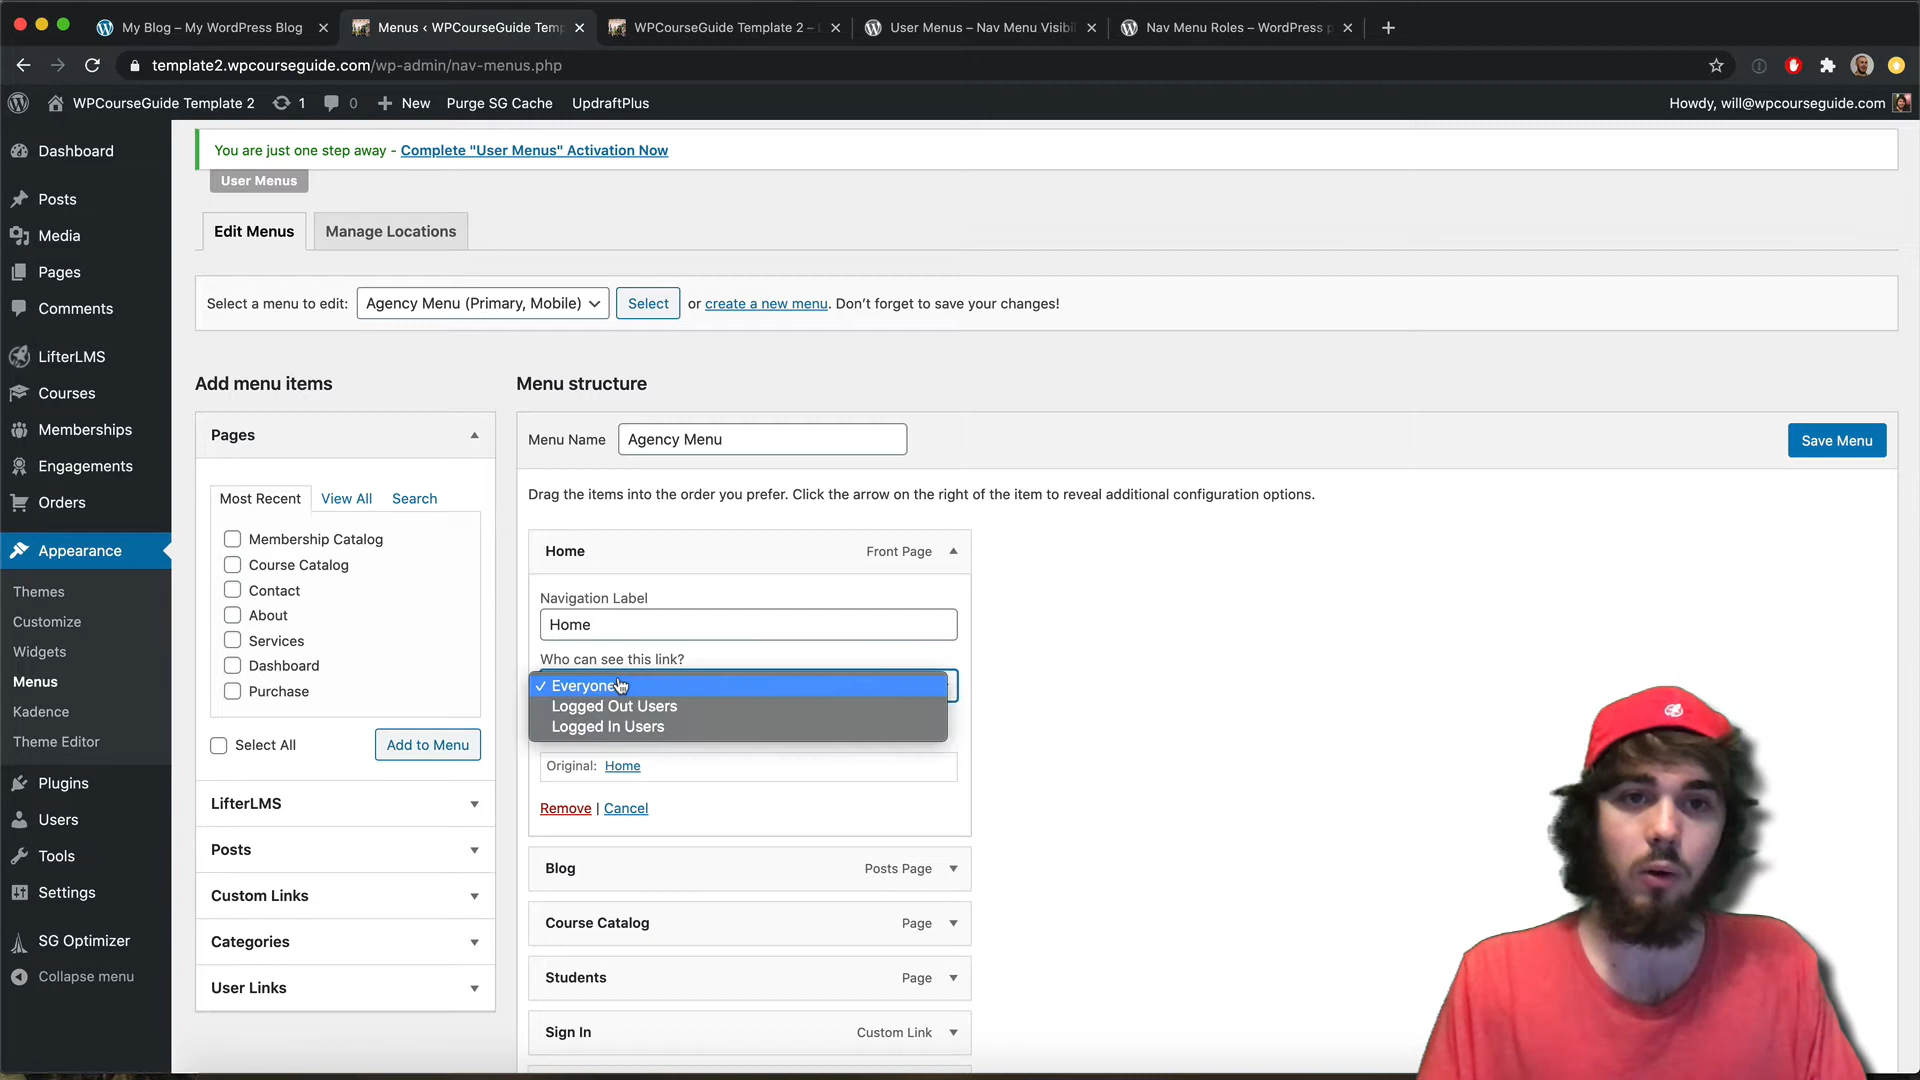 My Blog – My WordPress Blog
Menus ‹ WPCourseGuide Temp
WPCourseGuide Template 2 – L
User Menus – Nav Menu Visibil
Nav Menu Roles – WordPress p
template2.wpcourseguide.com/wp-admin/nav-menus.php
WPCourseGuide Template 2
1
0
New
Purge SG Cache
UpdraftPlus
Howdy, will@wpcourseguide.com
Dashboard
Posts
Media
Pages
Comments
LifterLMS
Courses
Memberships
Engagements
Orders
Appearance
Themes
Customize
Widgets
Menus
Kadence
Theme Editor
Plugins
Users
Tools
Settings
SG Optimizer
Collapse menu
You are just one step away - Complete "User Menus" Activation Now
User Menus
Edit Menus
Manage Locations
Select a menu to edit: Agency Menu (Primary, Mobile) Select or create a new menu. Don’t forget to save your changes!
Add menu items
Pages
Most Recent
View All
Search
Membership Catalog
Course Catalog
Contact
About
Services
Dashboard
Purchase
Select All
Add to Menu
LifterLMS
Posts
Custom Links
Categories
User Links
Menu structure
Menu Name Agency Menu
Save Menu
Drag the items into the order you prefer. Click the arrow on the right of the item to reveal additional configuration options.
Home Front Page
Navigation Label
Home
Who can see this link?
Everyone
Logged Out Users
Logged In Users
Original: Home
Remove | Cancel
Blog Posts Page
Course Catalog Page
Students Page
Sign In Custom Link